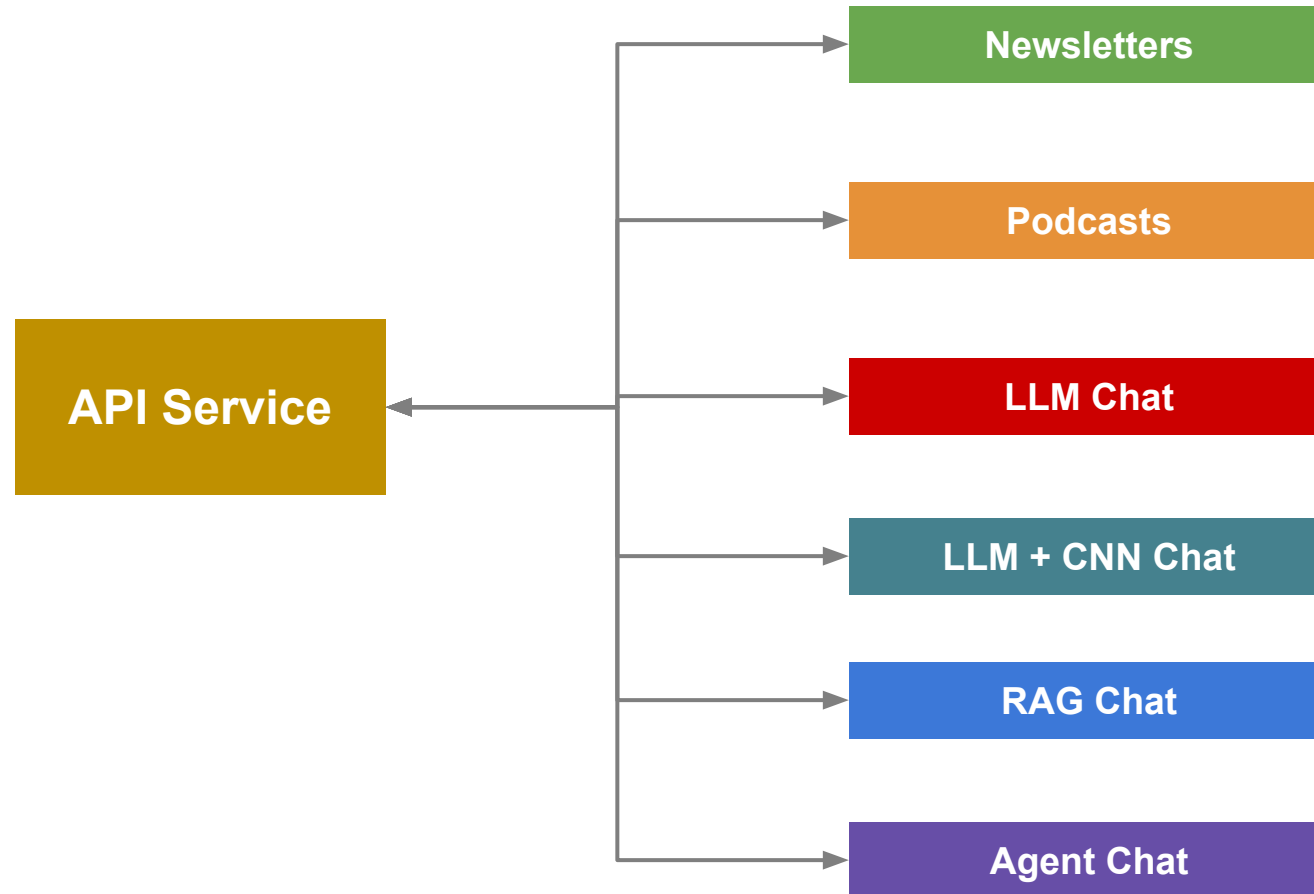 Newsletters
Podcasts
LLM Chat
API Service
LLM + CNN Chat
RAG Chat
Agent Chat